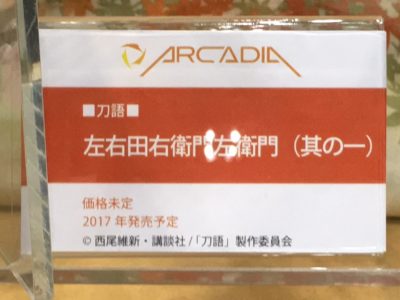 ARCADIA
■刀語■
左右田右衛門左衛門（其の一）
価格未定
2017年発売予定
© 西尾維新・講談社/「刀語」製作委員会